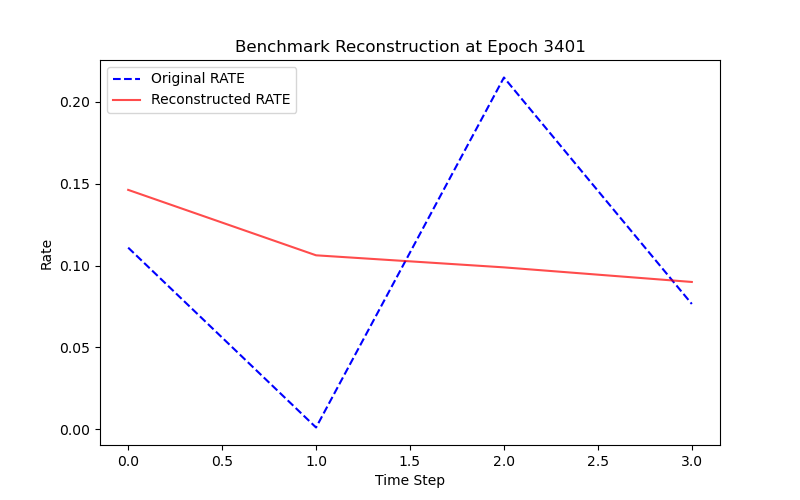 Benchmark Reconstruction at Epoch 3401
Original RATE
Reconstructed RATE
Rate
0.20
0.15
0.10
0.05
0.00
0.0 0.5 1.0 1.5 2.0 2.5 3.0
Time Step